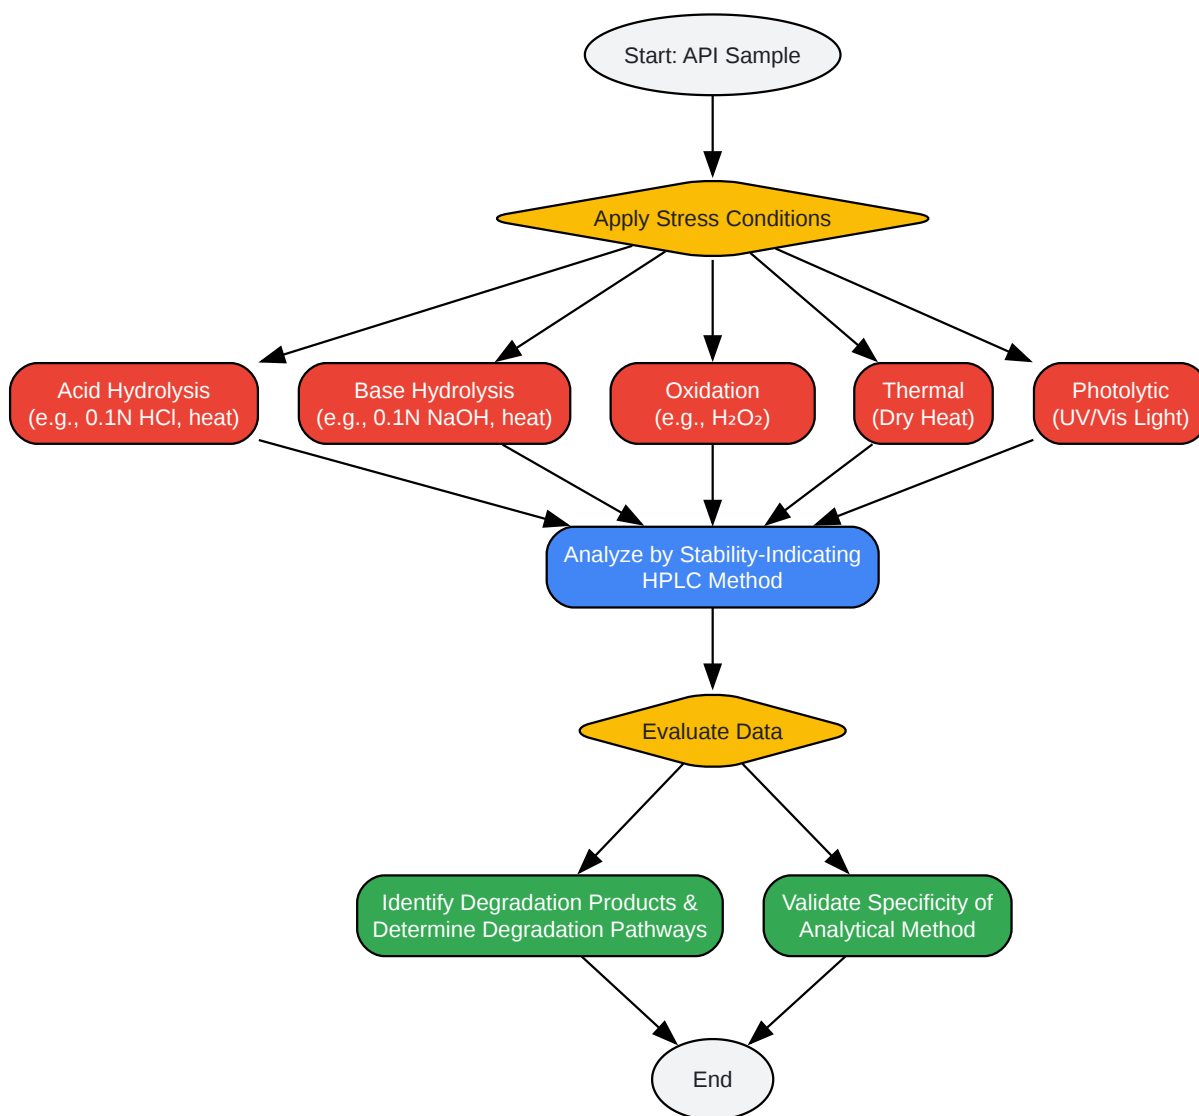 Start: API Sample
Apply Stress Conditions
Acid Hydrolysis
(e.g., 0.1N HCl, heat)
Base Hydrolysis
(e.g., 0.1N NaOH, heat)
Oxidation
(e.g., H₂O₂)
Thermal
(Dry Heat)
Photolytic
(UV/Vis Light)
Analyze by Stability-Indicating
HPLC Method
Evaluate Data
Identify Degradation Products &
Determine Degradation Pathways
Validate Specificity of
Analytical Method
End